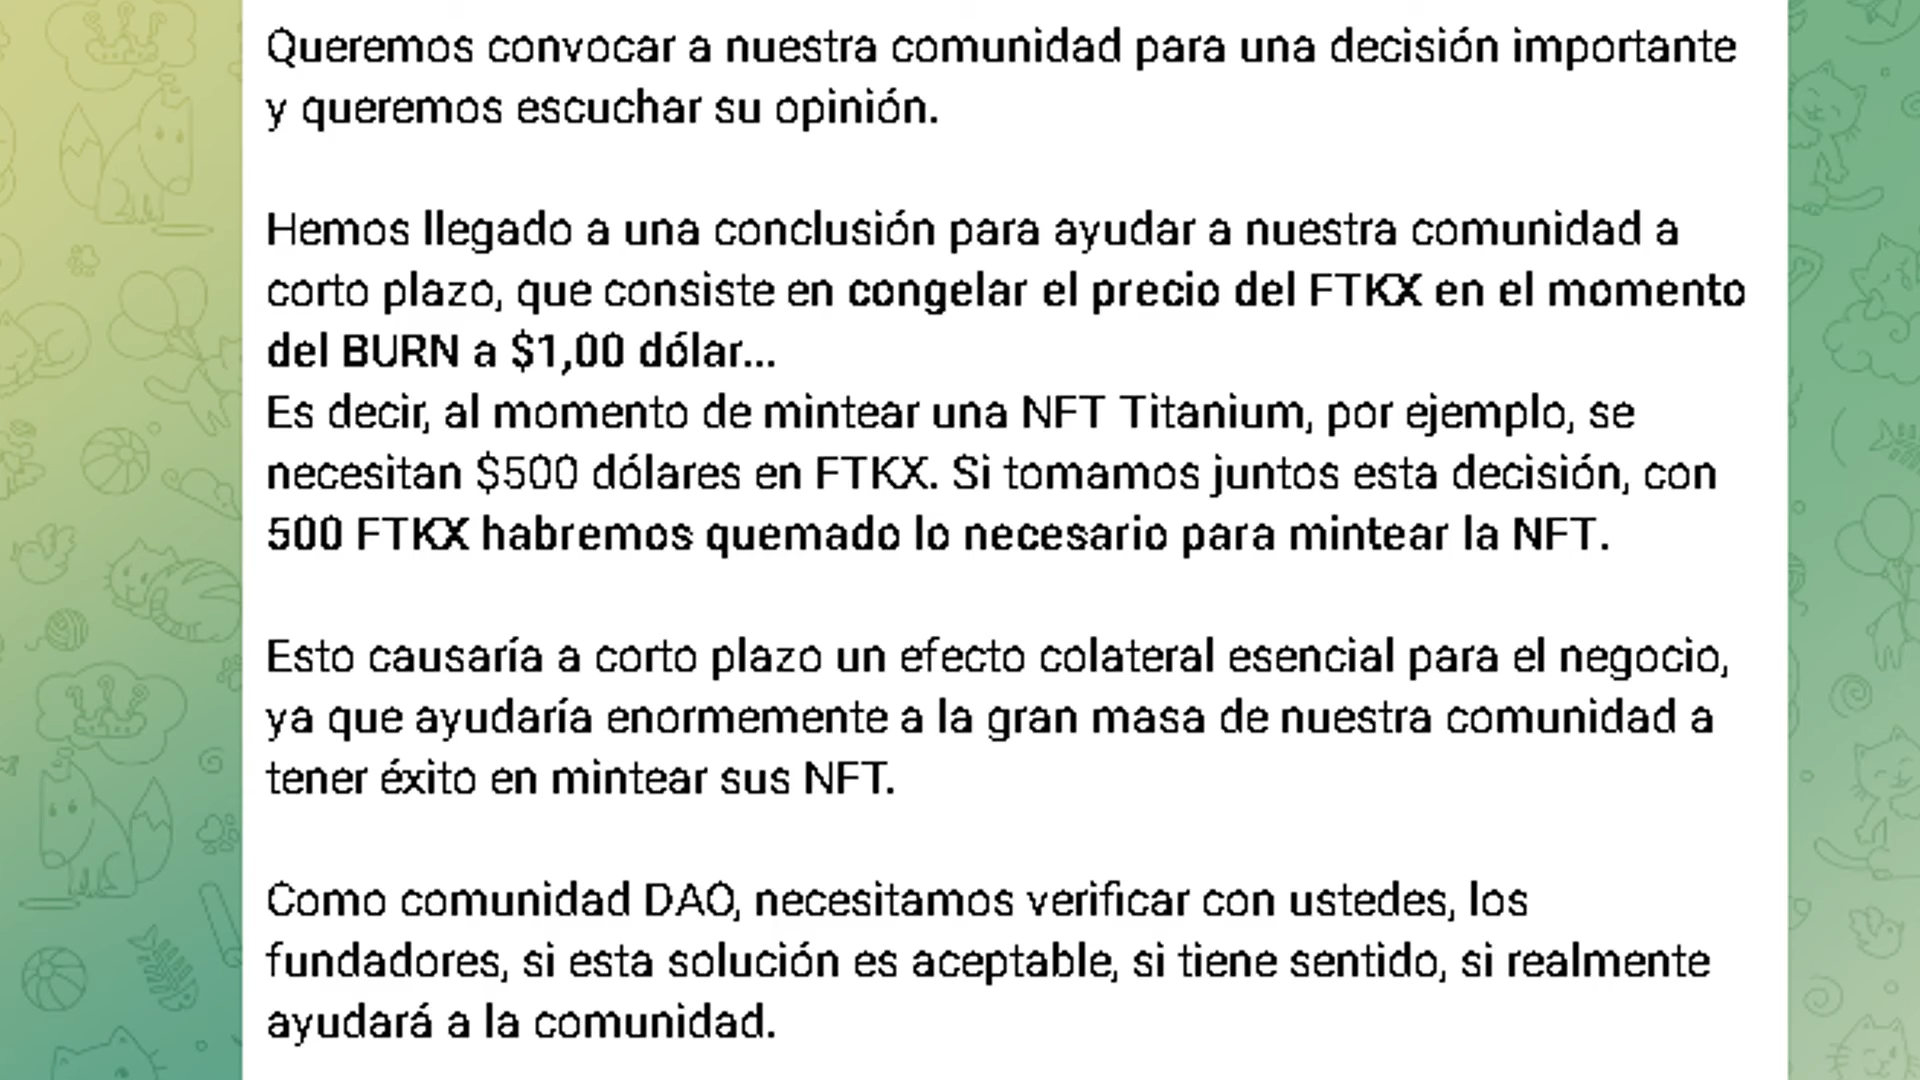 Queremos convocar a nuestra comunidad para una decisión importante
y queremos escuchar su opinión.
Hemos llegado a una conclusión para ayudar a nuestra comunidad a
corto plazo, que consiste en congelar el precio del FTKX en el momento
del BURN a $1,00 dólar...
Es decir, al momento de mintear una NFT Titanium, por ejemplo, se
necesitan $500 dólares en FTKX. Si tomamos juntos esta decisión, con
500 FTKX habremos quemado lo necesario para mintear la NFT.
Esto causaría a corto plazo un efecto colateral esencial para el negocio,
ya que ayudaría enormemente a la gran masa de nuestra comunidad a
tener éxito en mintear sus NFT.
Como comunidad DAO, necesitamos verificar con ustedes, los
fundadores, si esta solución es aceptable, si tiene sentido, si realmente
ayudará a la comunidad.